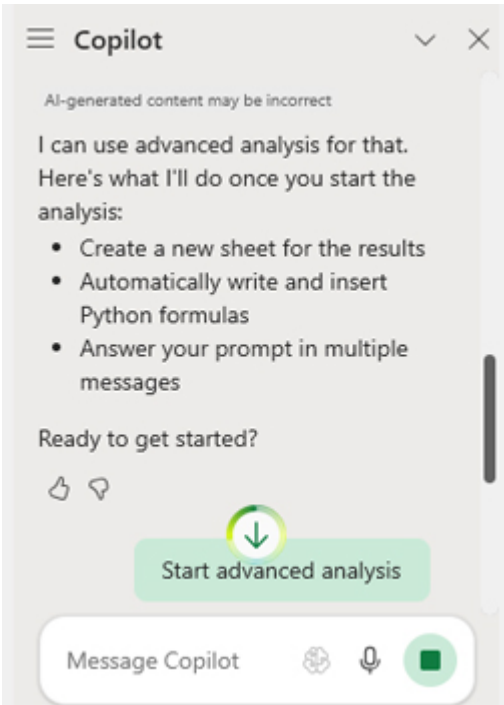 Copilot
AI-generated content may be incorrect
I can use advanced analysis for that.
Here's what I'll do once you start the
analysis:
• Create a new sheet for the results
• Automatically write and insert
Python formulas
• Answer your prompt in multiple
messages
Ready to get started?
Start advanced analysis
Message Copilot